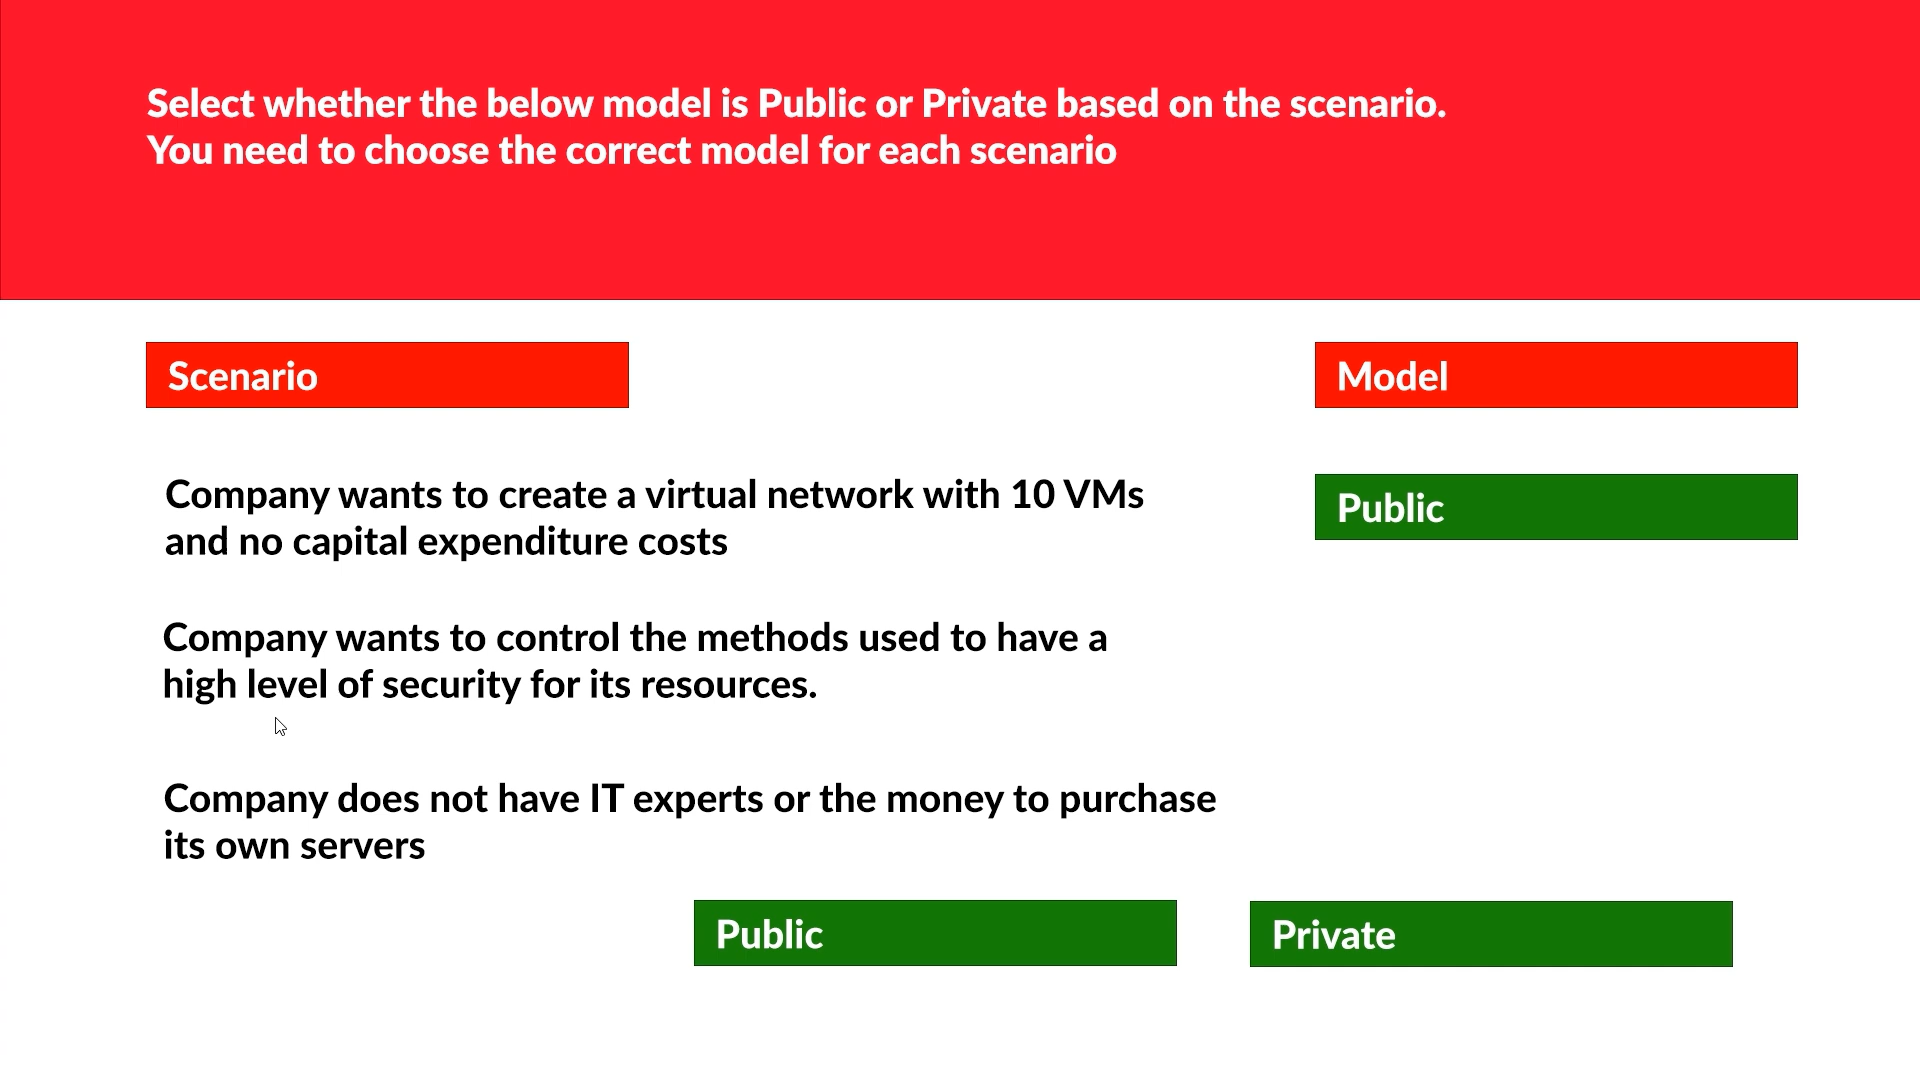 Select whether the below model is Public or Private based on the scenario.
You need to choose the correct model for each scenario
Scenario
Model
Company wants to create a virtual network with 10 VMs
and no capital expenditure costs
Public
Company wants to control the methods used to have a
high level of security for its resources.
Company does not have IT experts or the money to purchase
its own servers
Public
Private